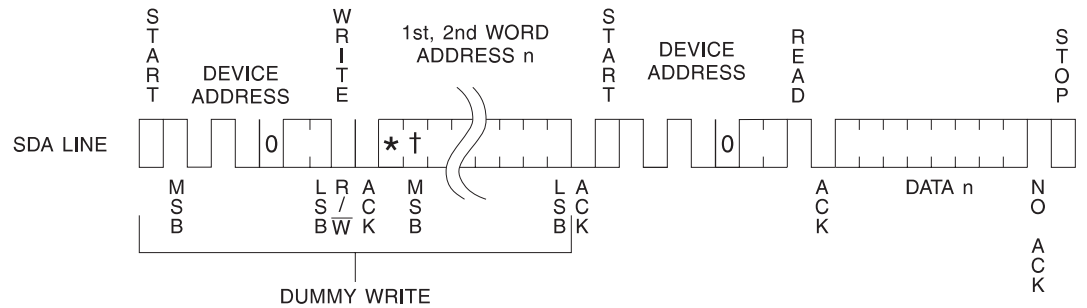 START
WRITE
1st, 2nd WORD
ADDRESS n
START
DEVICE
ADDRESS
READ
STOP
DEVICE
ADDRESS
SDA LINE
0
* †
0
MSB
LSB
R/W̅
ACK
MSB
LSB
ACK
ACK
DATA n
NO ACK
DUMMY WRITE